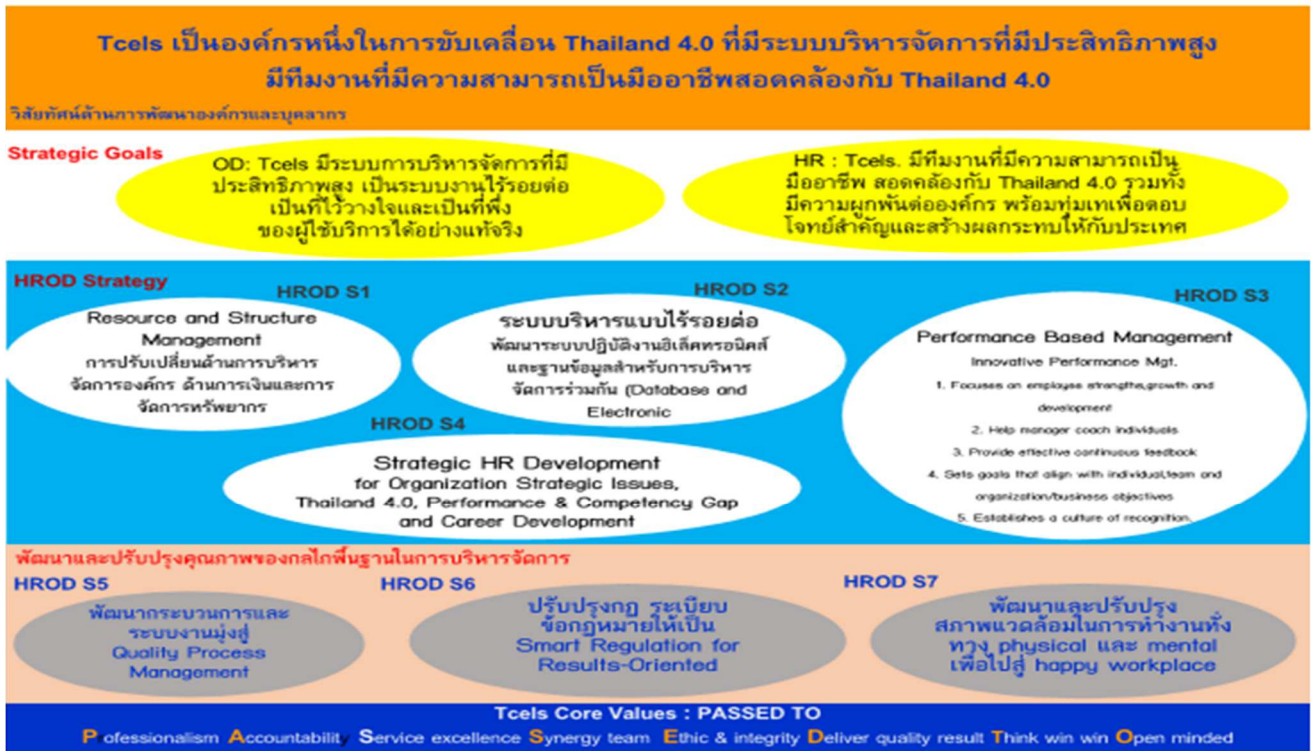 Tcels เป็นองค์กรหนึ่งในการขับเคลื่อน Thailand 4.0 ที่มีระบบบริหารจัดการที่มีประสิทธิภาพสูง
มีทีมงานที่มีความสามารถเป็นมืออาชีพสอดคล้องกับ Thailand 4.0
วิสัยทัศน์ด้านการพัฒนาองค์กรและบุคลากร
Strategic Goals
OD: Tcels มีระบบการบริหารจัดการที่มี
ประสิทธิภาพสูง เป็นระบบงานไร้รอยต่อ
เป็นที่ไว้วางใจและเป็นที่พึ่ง
ของผู้ใช้บริการได้อย่างแท้จริง
HR : Tcels. มีทีมงานที่มีความสามารถเป็น
มืออาชีพ สอดคล้องกับ Thailand 4.0 รวมทั้ง
มีความผูกพันต่อองค์กร พร้อมทุ่มเทเพื่อตอบ
โจทย์สำคัญและสร้างผลกระทบให้กับประเทศ
HROD Strategy
HROD S1
Resource and Structure
Management
การปรับเปลี่ยนด้านการบริหาร
จัดการองค์กร ด้านการเงินและการ
จัดการทรัพยากร
HROD S2
ระบบบริหารแบบไร้รอยต่อ
พัฒนาระบบปฏิบัติงานอิเล็คทรอนิคส์
และฐานข้อมูลสำหรับการบริหาร
จัดการร่วมกัน (Database and
Electronic
HROD S3
Performance Based Management
Innovative Performance Mgt.
1. Focuses on employee strengths,growth and
development
2. Help manager coach individuals
3. Provide effective continuous feedback
4. Sets goals that align with individual,team and
organization/business objectives
5. Establishes a culture of recognition.
HROD S4
Strategic HR Development
for Organization Strategic Issues,
Thailand 4.0, Performance & Competency Gap
and Career Development
พัฒนาและปรับปรุงคุณภาพของกลไกพื้นฐานในการบริหารจัดการ
HROD S5
พัฒนากระบวนการและ
ระบบงานมุ่งสู่
Quality Process
Management
HROD S6
ปรับปรุงกฎ ระเบียบ
ข้อกฎหมายให้เป็น
Smart Regulation for
Results-Oriented
HROD S7
พัฒนาและปรับปรุง
สภาพแวดล้อมในการทำงานทั้ง
ทาง physical และ mental
เพื่อไปสู่ happy workplace
Tcels Core Values : PASSED TO
P ofessionalism Accountability Service excellence Synergy team Ethic & integrity Deliver quality result Think win win Open minded